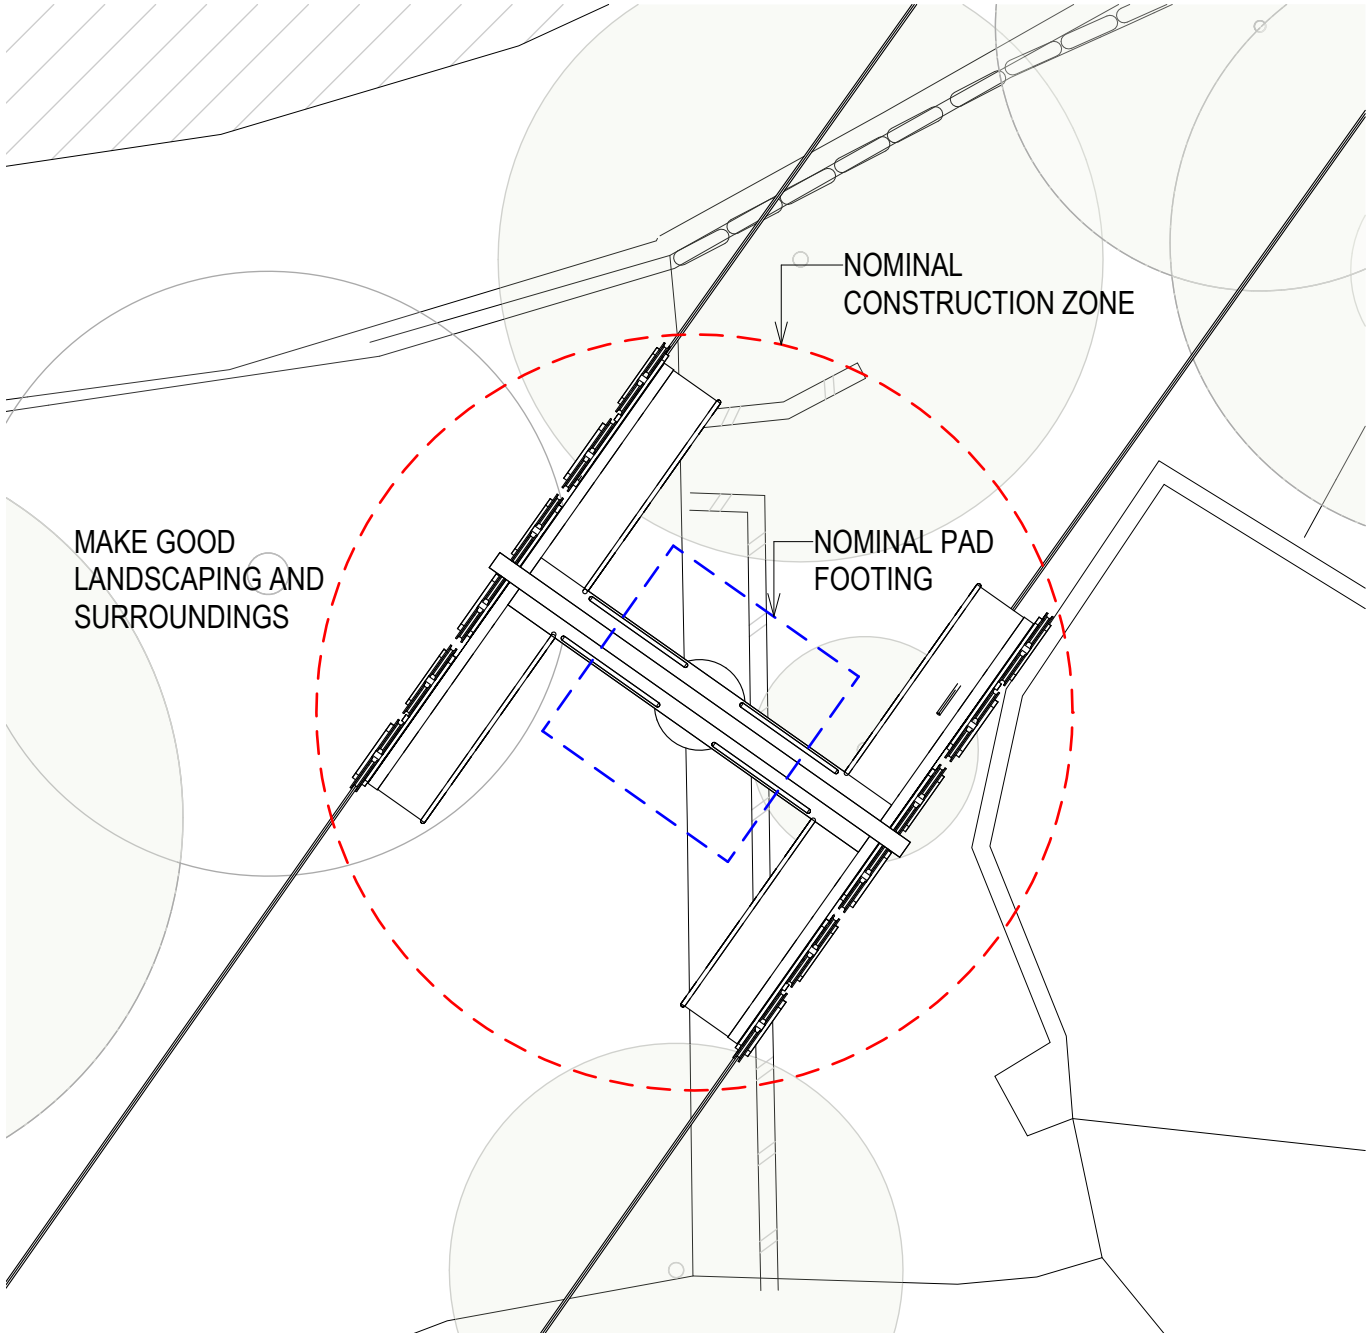 NOMINAL
CONSTRUCTION ZONE
MAKE GOOD
LANDSCAPING AND
SURROUNDINGS
NOMINAL PAD
FOOTING